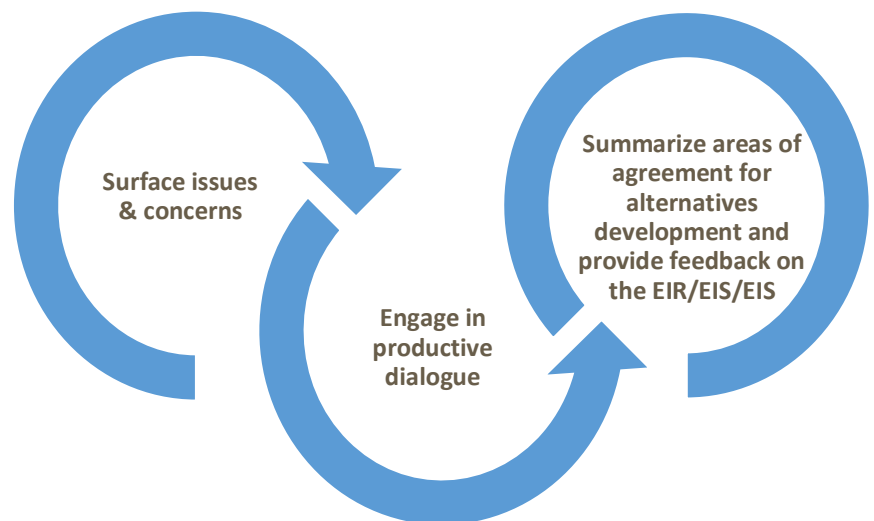 Surface issues
& concerns
Engage in
productive
dialogue
Summarize areas of
agreement for
alternatives
development and
provide feedback on
the EIR/EIS/EIS